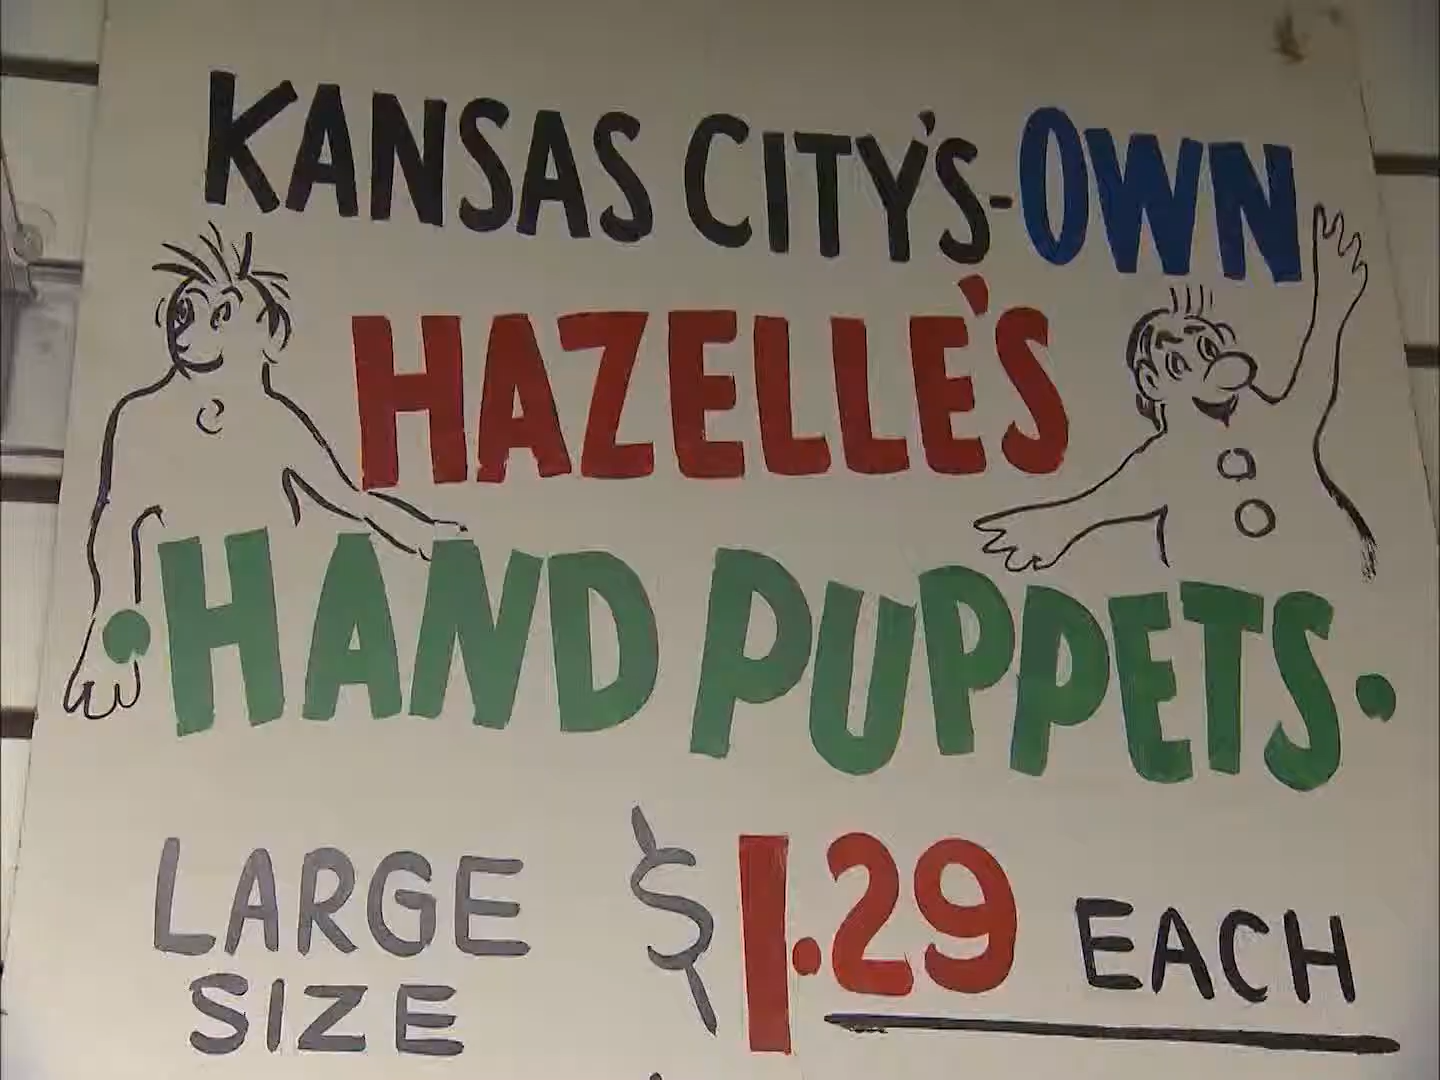 KANSAS CITY'S-OWN
HAZELLE'S
•HAND PUPPETS•
LARGE SIZE
$1.29 EACH